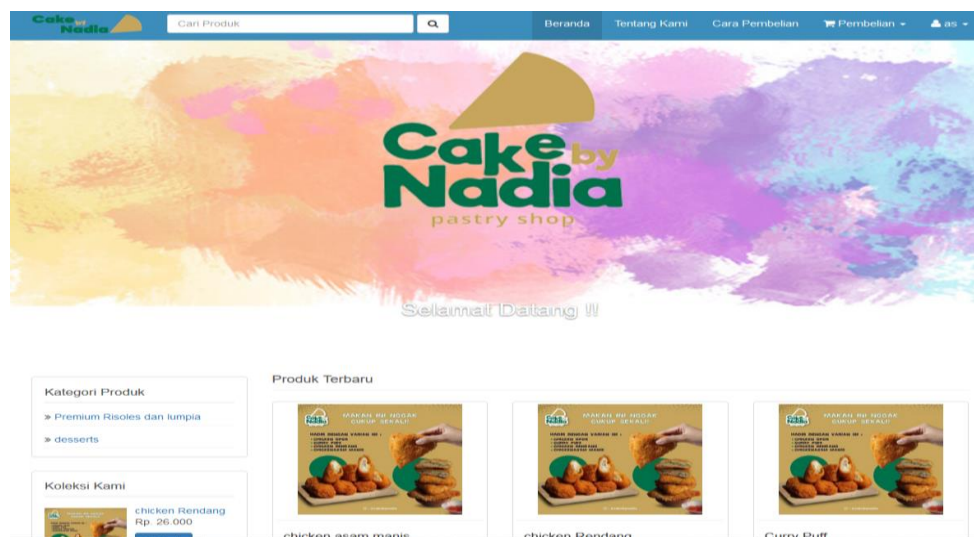 Cake by Nadia
Cari Produk
Beranda Tentang Kami Cara Pembelian Pembelian as
Cake by
Nadia
pastry shop
Selamat Datang !!
Kategori Produk
» Premium Risoles dan lumpia
» desserts
Koleksi Kami
chicken Rendang
Rp. 26.000
Produk Terbaru
MAKAN INI NGGAK
CUKUP SEKALI!
chicken asam manis
MAKAN INI NGGAK
CUKUP SEKALI!
chicken Rendang
MAKAN INI NGGAK
CUKUP SEKALI!
Curry Puff